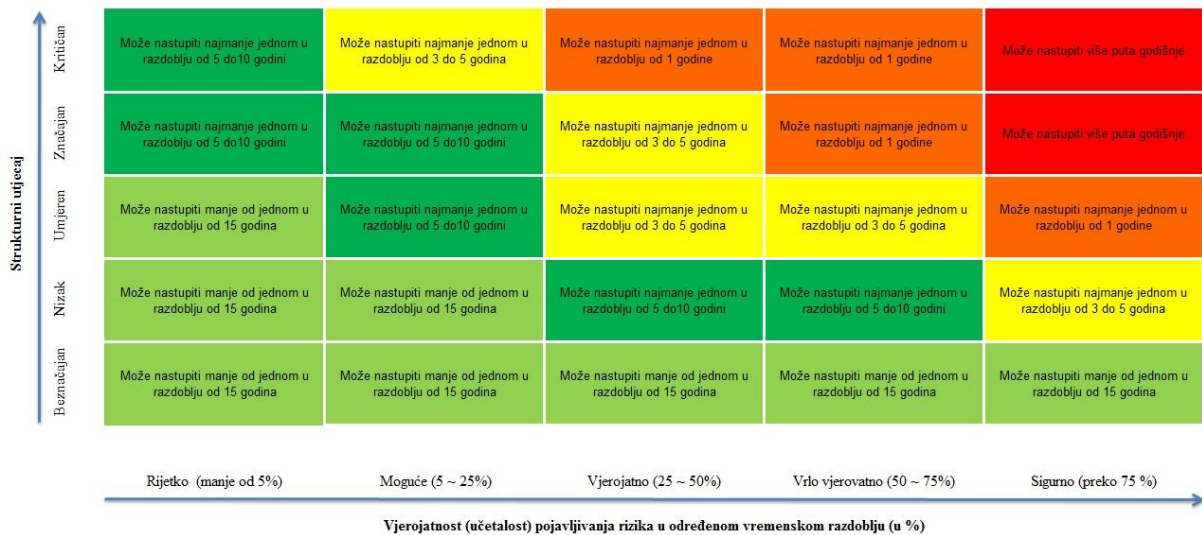 Strukturni utjecaj
Kritičan
Može nastupiti najmanje jednom u
razdoblju od 5 do10 godini
Može nastupiti najmanje jednom u
razdoblju od 3 do 5 godina
Može nastupiti najmanje jednom u
razdoblju od 1 godine
Može nastupiti najmanje jednom u
razdoblju od 1 godine
Može nastupiti više puta godišnje
Značajan
Može nastupiti najmanje jednom u
razdoblju od 5 do10 godini
Može nastupiti najmanje jednom u
razdoblju od 5 do10 godini
Može nastupiti najmanje jednom u
razdoblju od 3 do 5 godina
Može nastupiti najmanje jednom u
razdoblju od 1 godine
Može nastupiti više puta godišnje
Umjeren
Može nastupiti manje od jednom u
razdoblju od 15 godina
Može nastupiti najmanje jednom u
razdoblju od 5 do10 godini
Može nastupiti najmanje jednom u
razdoblju od 3 do 5 godina
Može nastupiti najmanje jednom u
razdoblju od 3 do 5 godina
Može nastupiti najmanje jednom u
razdoblju od 1 godine
Nizak
Može nastupiti manje od jednom u
razdoblju od 15 godina
Može nastupiti manje od jednom u
razdoblju od 15 godina
Može nastupiti najmanje jednom u
razdoblju od 5 do10 godini
Može nastupiti najmanje jednom u
razdoblju od 5 do10 godini
Može nastupiti najmanje jednom u
razdoblju od 3 do 5 godina
Beznačajan
Može nastupiti manje od jednom u
razdoblju od 15 godina
Može nastupiti manje od jednom u
razdoblju od 15 godina
Može nastupiti manje od jednom u
razdoblju od 15 godina
Može nastupiti manje od jednom u
razdoblju od 15 godina
Može nastupiti manje od jednom u
razdoblju od 15 godina
Rijetko (manje od 5%)
Moguće (5 ~ 25%)
Vjerojatno (25 ~ 50%)
Vrlo vjerovatno (50 ~ 75%)
Sigurno (preko 75 %)
Vjerojatnost (učetalost) pojavljivanja rizika u određenom vremenskom razdoblju (u %)